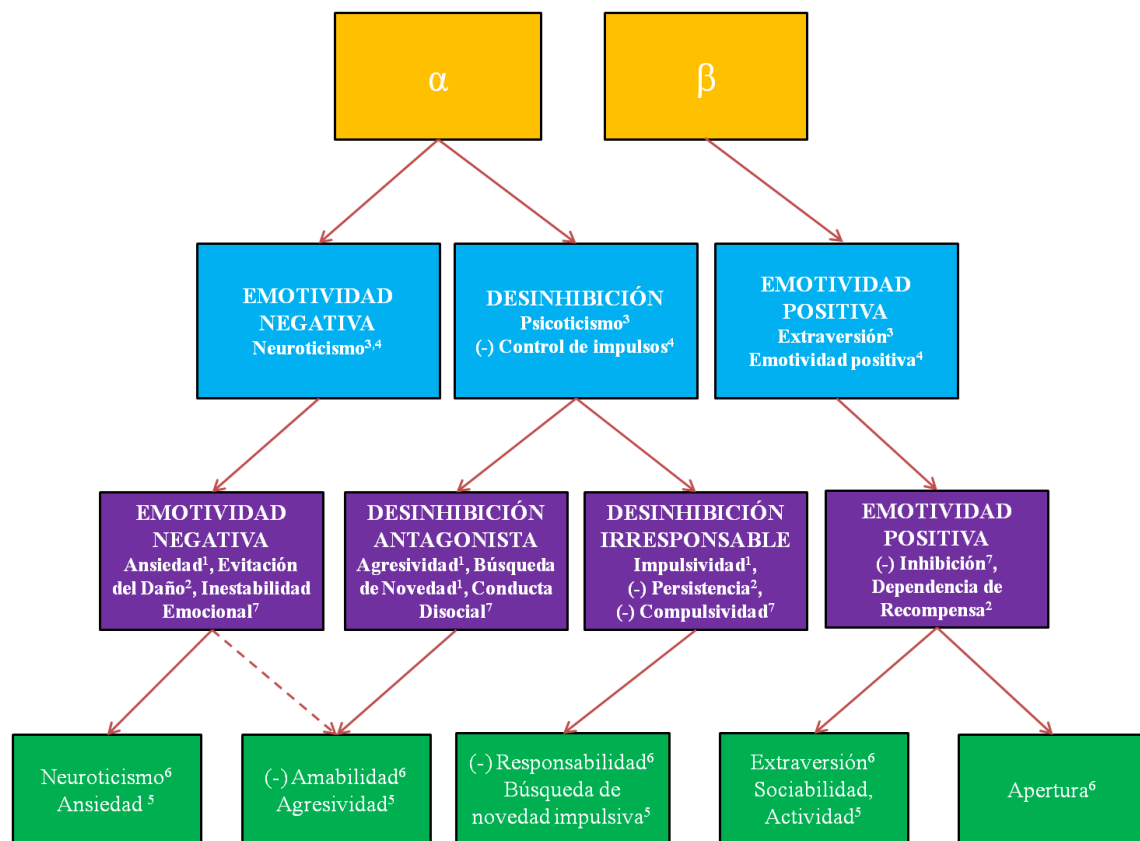 α
β
EMOTIVIDAD
NEGATIVA
Neuroticismo³,⁴
DESINHIBICIÓN
Psicoticismo³
(-) Control de impulsos⁴
EMOTIVIDAD
POSITIVA
Extraversión³
Emotividad positiva⁴
EMOTIVIDAD
NEGATIVA
Ansiedad¹, Evitación
del Daño², Inestabilidad
Emocional⁷
DESINHIBICIÓN
ANTAGONISTA
Agresividad¹, Búsqueda
de Novedad¹, Conducta
Disocial⁷
DESINHIBICIÓN
IRRESPONSABLE
Impulsividad¹,
(-) Persistencia²,
(-) Compulsividad⁷
EMOTIVIDAD
POSITIVA
(-) Inhibición⁷,
Dependencia de
Recompensa²
Neuroticismo⁶
Ansiedad ⁵
(-) Amabilidad⁶
Agresividad⁵
(-) Responsabilidad⁶
Búsqueda de
novedad impulsiva⁵
Extraversión⁶
Sociabilidad,
Actividad⁵
Apertura⁶